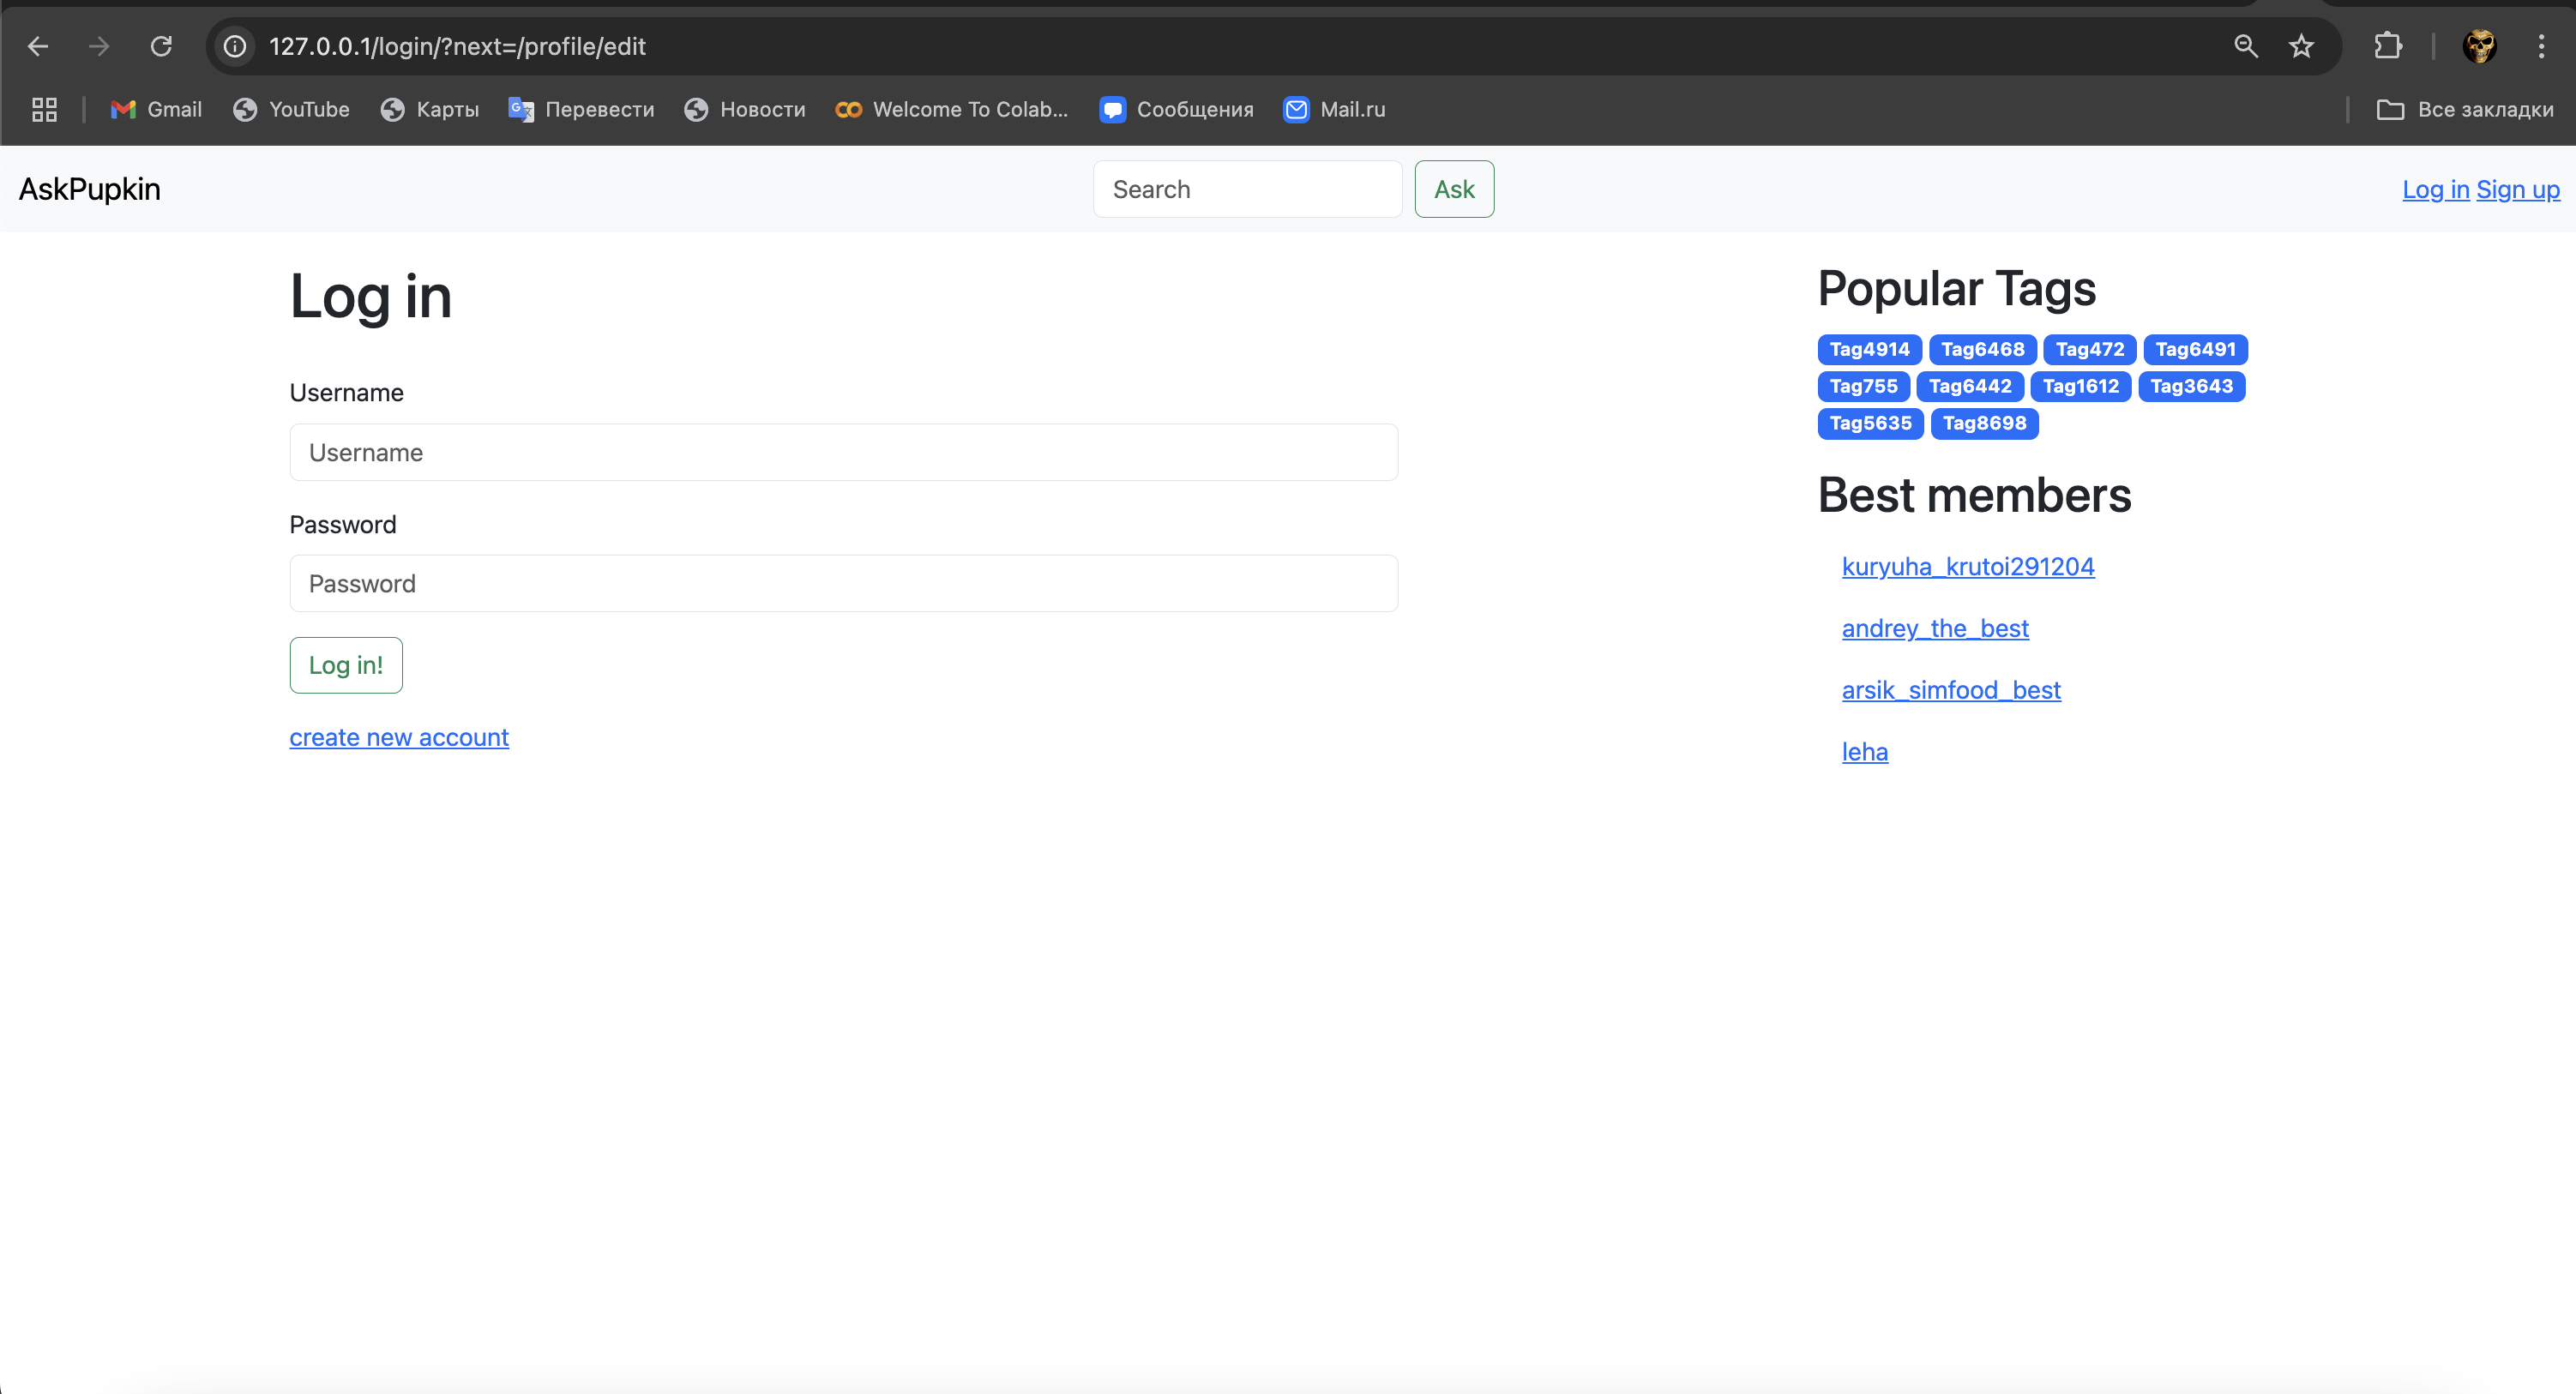 127.0.0.1/login/?next=/profile/edit
Gmail YouTube Карты Перевести Новости Welcome To Colab... Сообщения Mail.ru Все закладки
AskPupkin Search Ask Log in Sign up
Log in
Username
Username
Password
Password
Log in!
create new account
Popular Tags
Tag4914 Tag6468 Tag472 Tag6491
Tag755 Tag6442 Tag1612 Tag3643
Tag5635 Tag8698
Best members
kuryuha_krutoi291204
andrey_the_best
arsik_simfood_best
leha